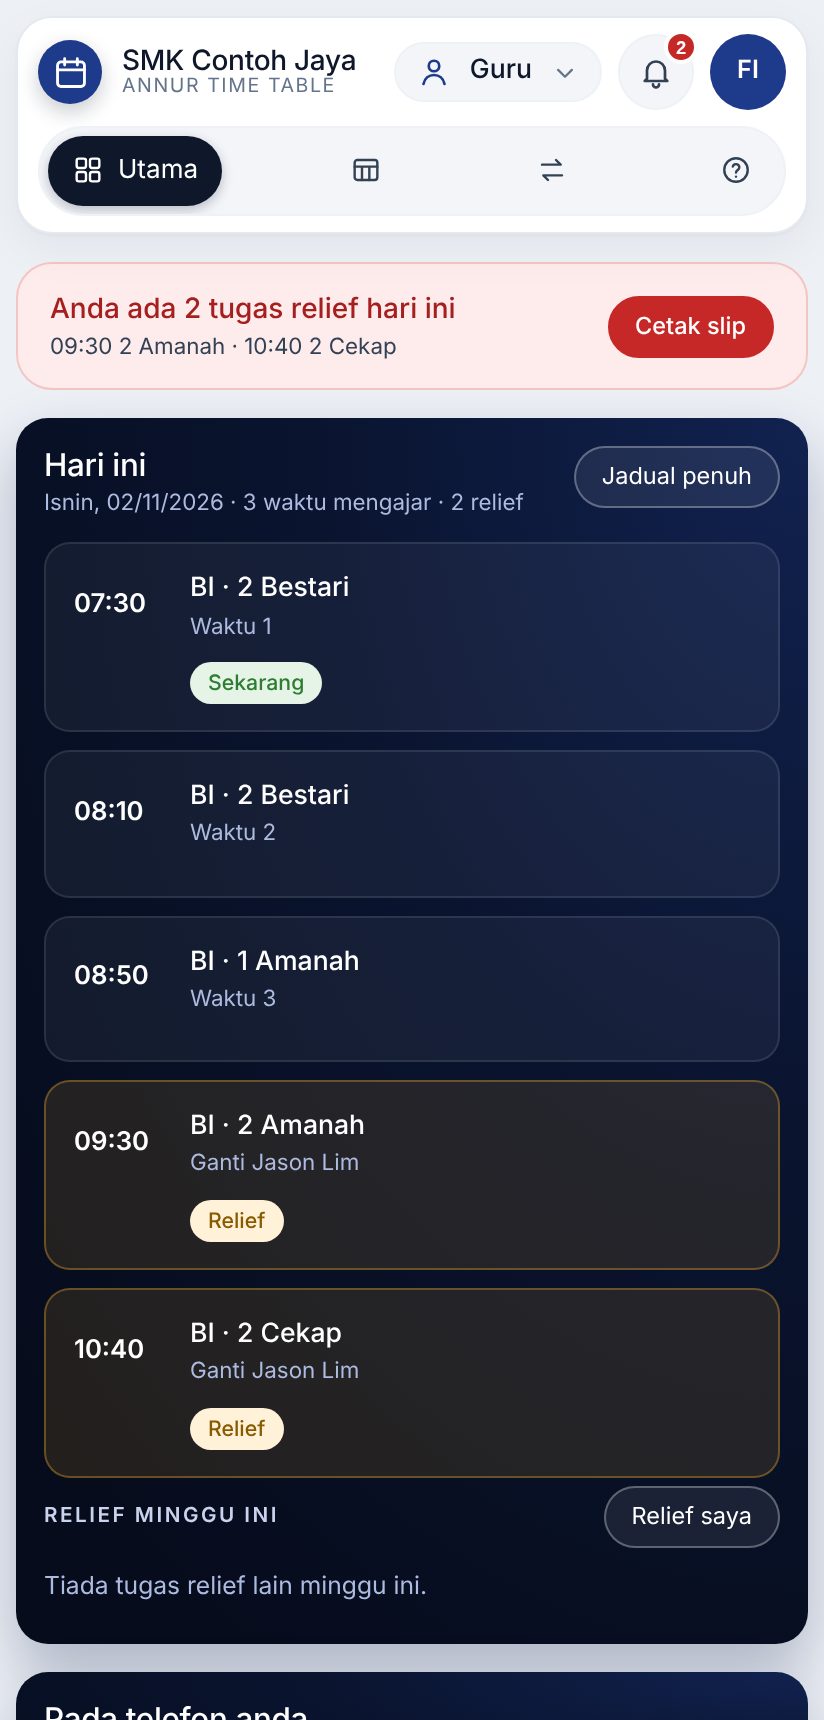 SMK Contoh Jaya
ANNUR TIME TABLE
Guru
2
FI
Utama
Anda ada 2 tugas relief hari ini
09:30 2 Amanah · 10:40 2 Cekap
Cetak slip
Hari ini
Isnin, 02/11/2026 · 3 waktu mengajar · 2 relief
Jadual penuh
07:30
BI · 2 Bestari
Waktu 1
Sekarang
08:10
BI · 2 Bestari
Waktu 2
08:50
BI · 1 Amanah
Waktu 3
09:30
BI · 2 Amanah
Ganti Jason Lim
Relief
10:40
BI · 2 Cekap
Ganti Jason Lim
Relief
RELIEF MINGGU INI
Relief saya
Tiada tugas relief lain minggu ini.
Pada telefon anda